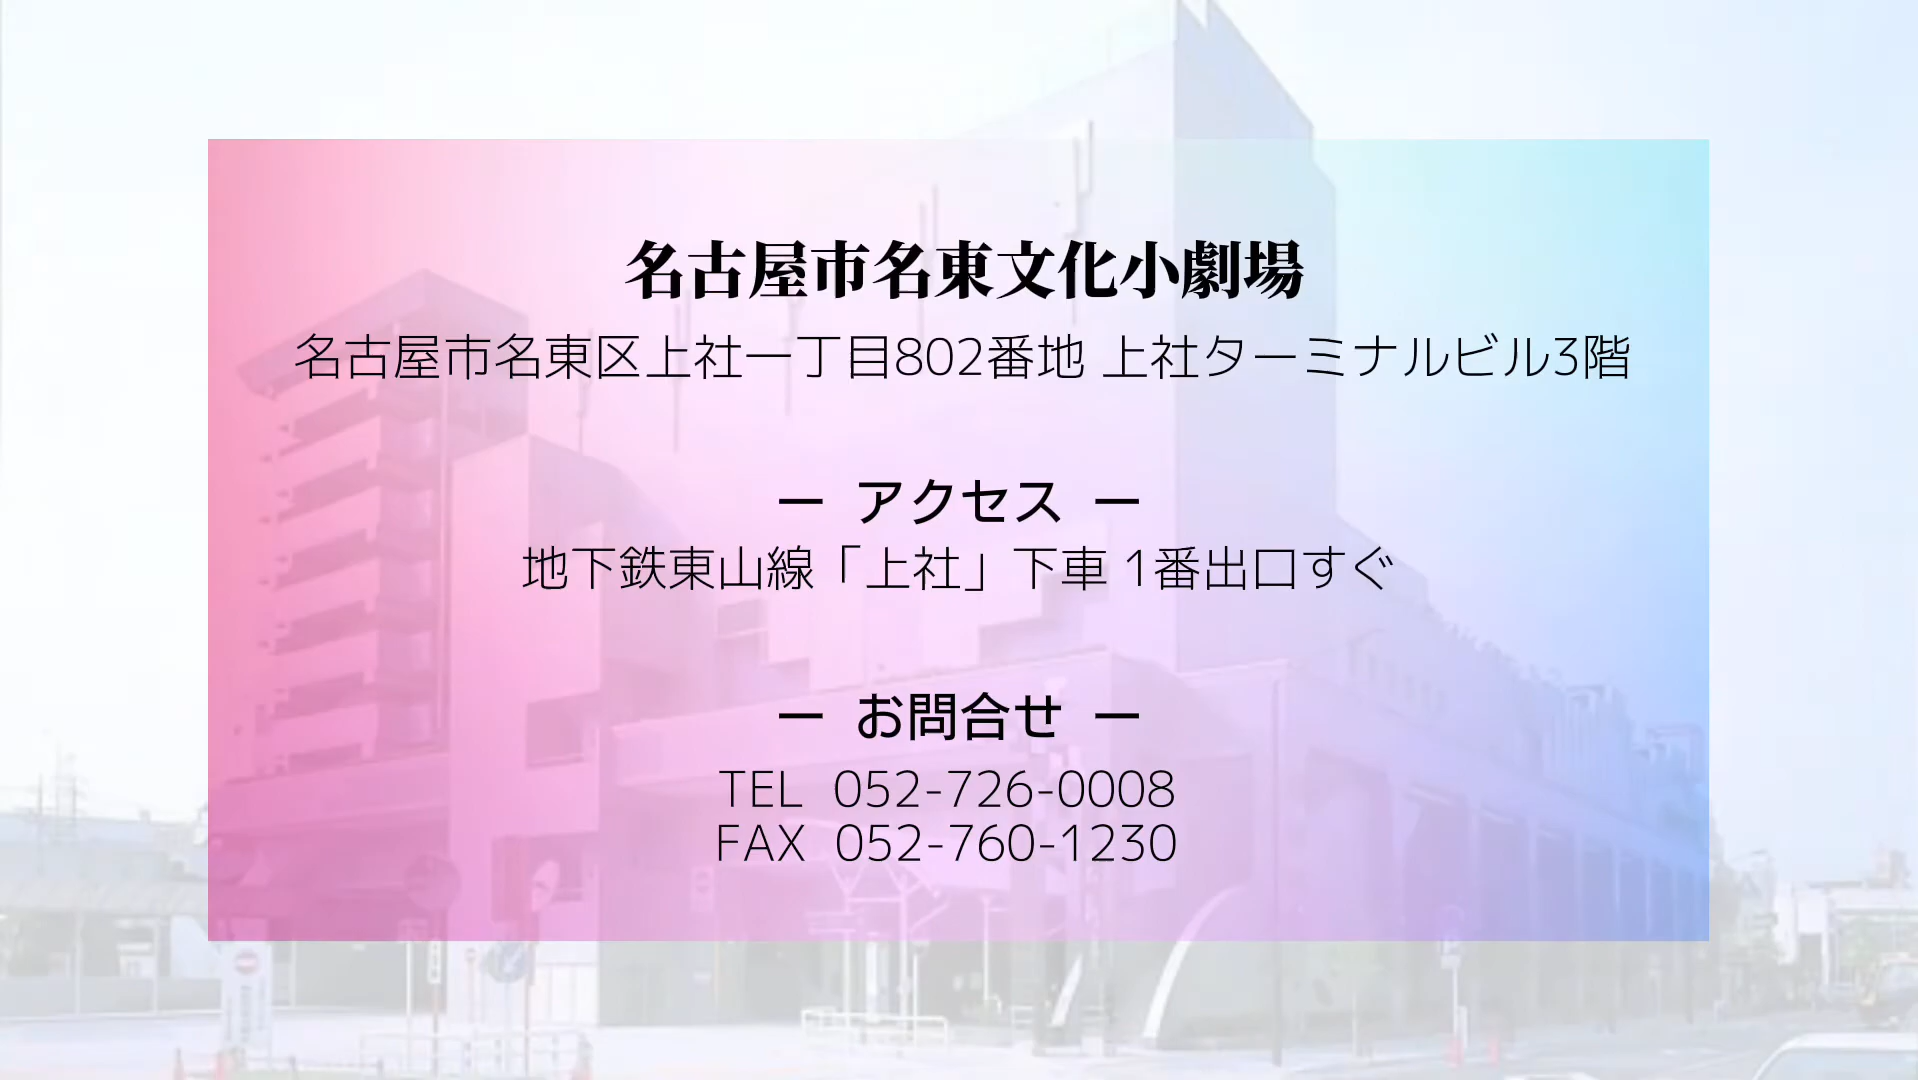 名古屋市名東文化小劇場
名古屋市名東区上社一丁目802番地 上社ターミナルビル3階
ー アクセス ー
地下鉄東山線「上社」下車 1番出口すぐ
ー お問合せ ー
TEL 052-726-0008
FAX 052-760-1230